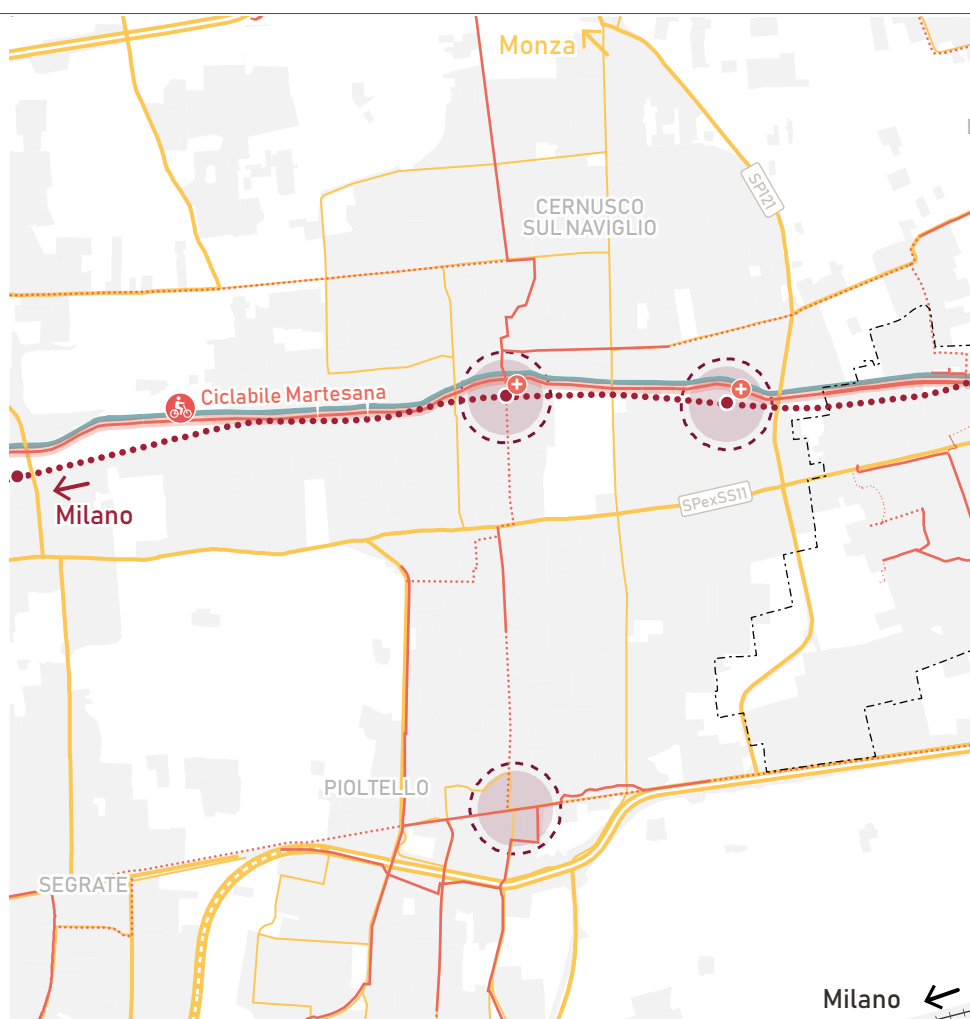 Monza
SP121
CERNUSCO
SUL NAVIGLIO
Ciclabile Martesana
Milano
SPexSS11
PIOLTELLO
SEGRATE
Milano